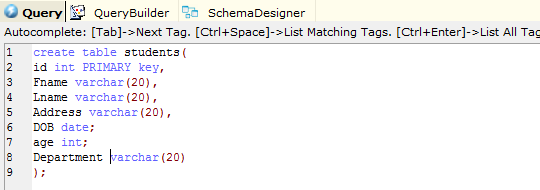 Query QueryBuilder SchemaDesigner
Autocomplete: [Tab]->Next Tag. [Ctrl+Space]->List Matching Tags. [Ctrl+Enter]->List All Tag
1 create table students(
2 id int PRIMARY key,
3 Fname varchar(20),
4 Lname varchar(20),
5 Address varchar(20),
6 DOB date;
7 age int;
8 Department varchar(20)
9 );